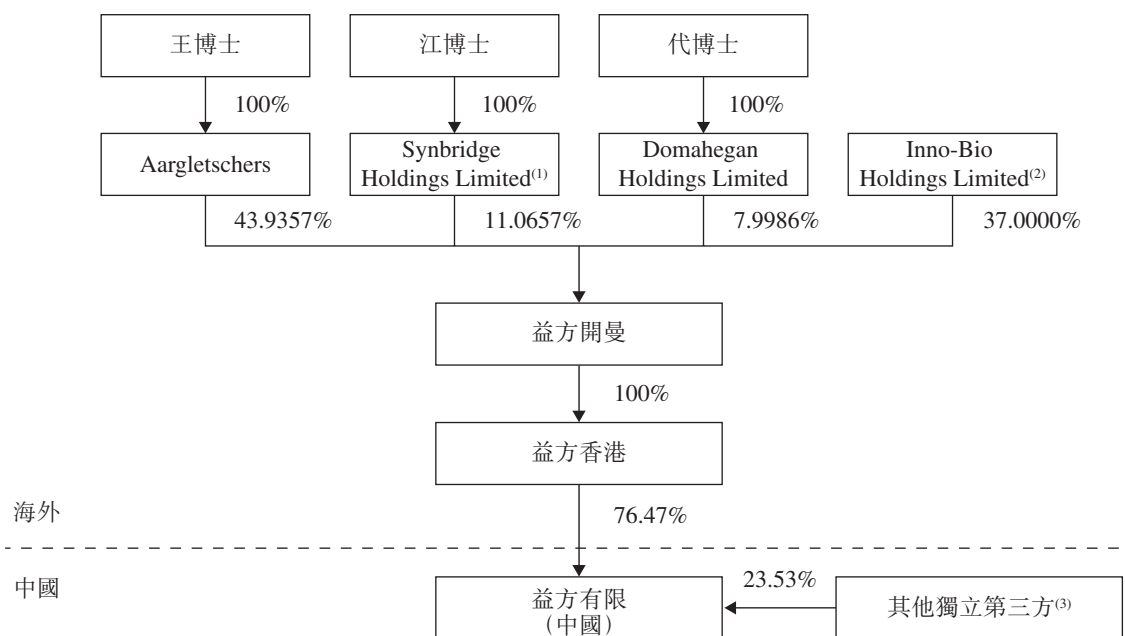 王博士
江博士
代博士
100%
100%
100%
Aargletschers
Synbridge
Holdings Limited(1)
Domahegan
Holdings Limited
Inno-Bio
Holdings Limited(2)
43.9357%
11.0657%
7.9986%
37.0000%
益方開曼
100%
益方香港
海外
76.47%
中國
益方有限
(中國)
23.53%
其他獨立第三方(3)